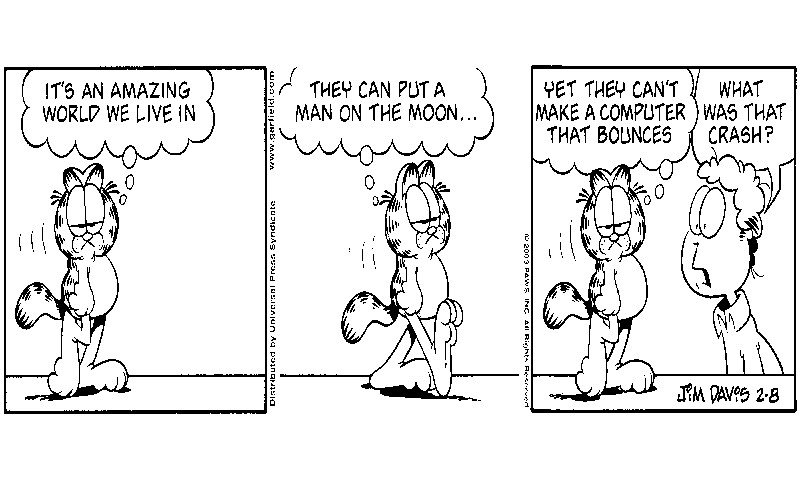 IT'S AN AMAZING
WORLD WE LIVE IN
www.garfield.com
Distributed by Universal Press Syndicate
THEY CAN PUT A
MAN ON THE MOON...
© 2003 PAWS, INC. All Rights Reserved
YET THEY CAN'T
MAKE A COMPUTER
THAT BOUNCES
WHAT
WAS THAT
CRASH?
JIM DAVIS 2-8